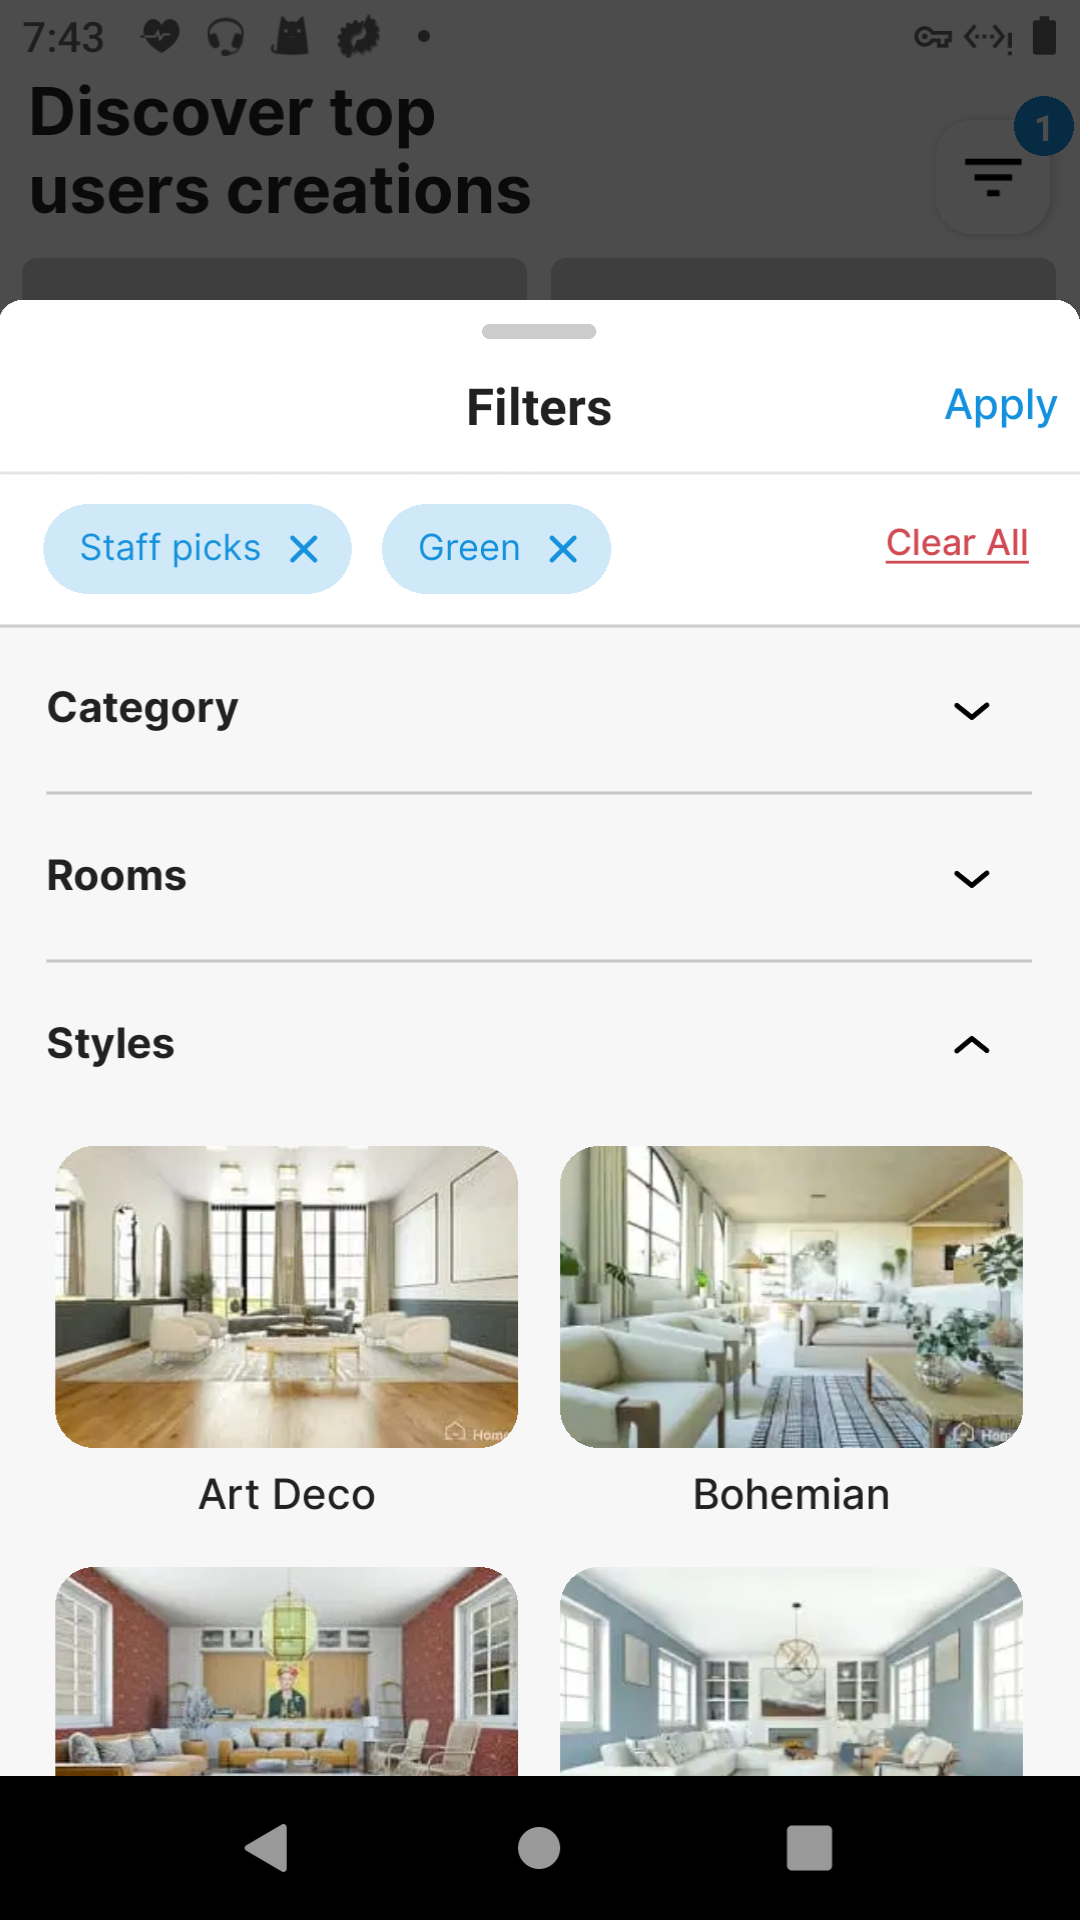 7:43
Discover top
users creations
1
Filters
Apply
Staff picks
Green
Clear All
Category
Rooms
Styles
Art Deco
Bohemian